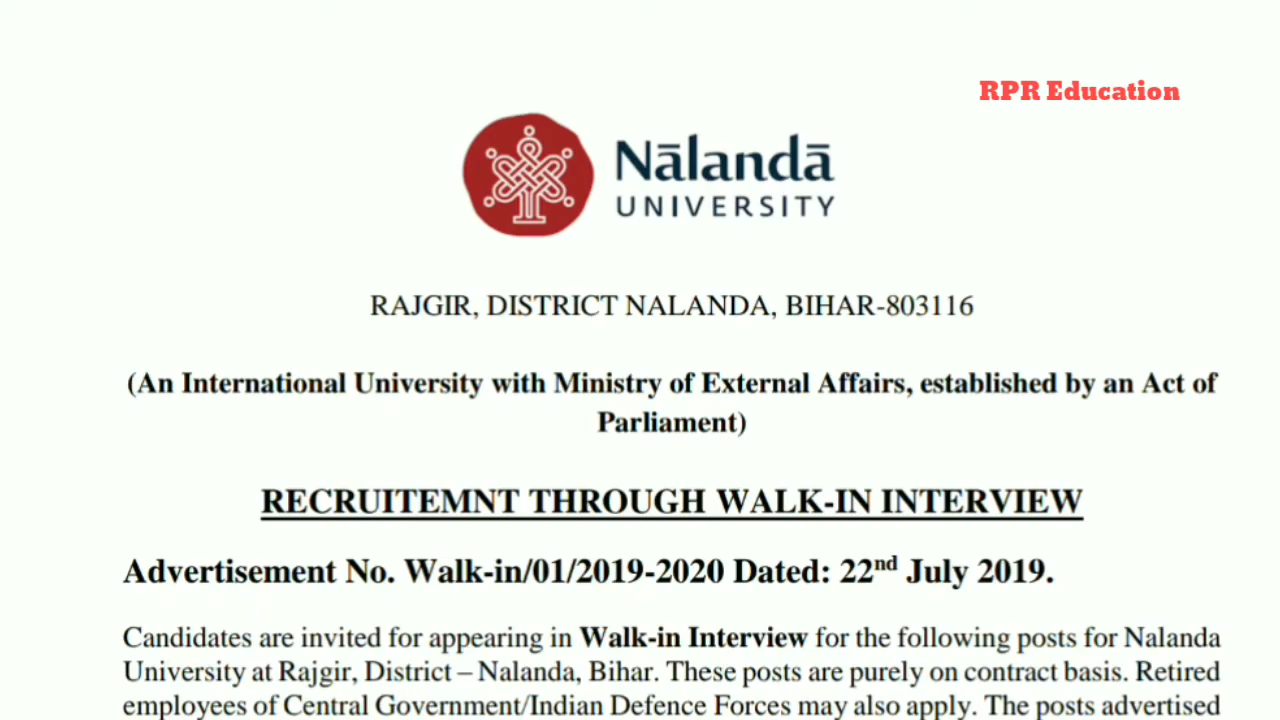 RPR Education
Nālandā
UNIVERSITY
RAJGIR, DISTRICT NALANDA, BIHAR-803116
(An International University with Ministry of External Affairs, established by an Act of
Parliament)
RECRUITEMNT THROUGH WALK-IN INTERVIEW
Advertisement No. Walk-in/01/2019-2020 Dated: 22nd July 2019.
Candidates are invited for appearing in Walk-in Interview for the following posts for Nalanda
University at Rajgir, District – Nalanda, Bihar. These posts are purely on contract basis. Retired
employees of Central Government/Indian Defence Forces may also apply. The posts advertised